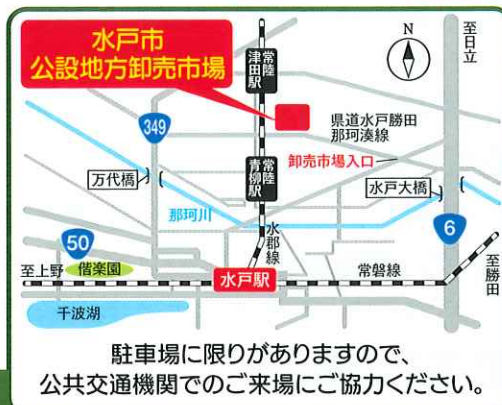 水戸市
公設地方卸売市場
常陸津田駅
N
至日立
349
県道水戸勝田
那珂湊線
卸売市場入口
常陸青柳駅
万代橋
水戸大橋
那珂川
6
水郡線
50
至上野
偕楽園
水戸駅
常磐線
至勝田
千波湖
駐車場に限りがありますので、
公共交通機関でのご来場にご協力ください。